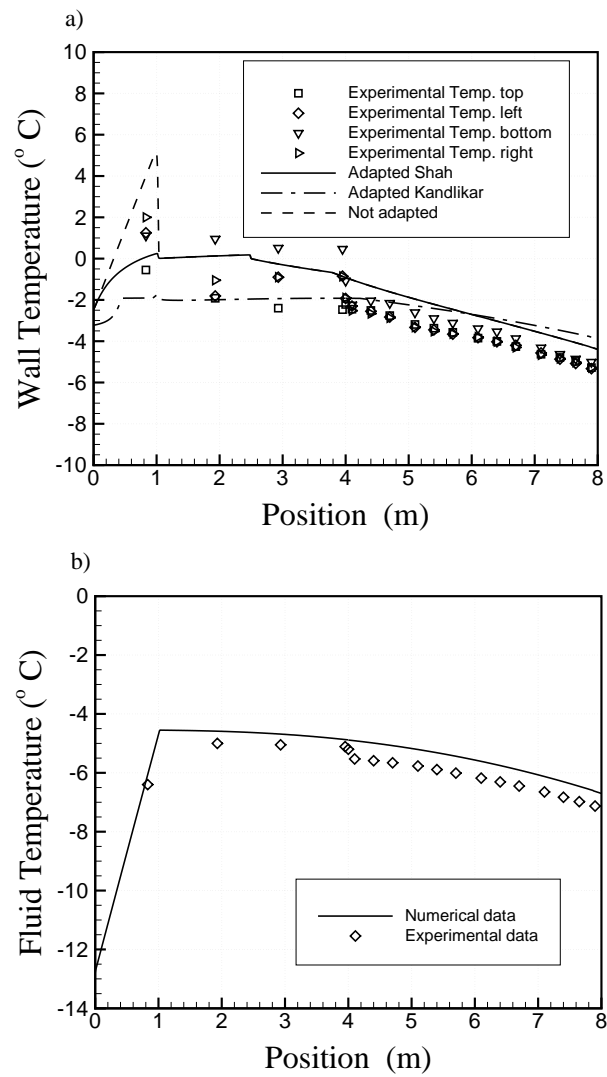 a)
10
8
6
4
2
0
-2
-4
-6
-8
-10
Wall Temperature (° C)
Experimental Temp. top
Experimental Temp. left
Experimental Temp. bottom
Experimental Temp. right
Adapted Shah
Adapted Kandlikar
Not adapted
0 1 2 3 4 5 6 7 8
Position (m)
b)
0
-2
-4
-6
-8
-10
-12
-14
Fluid Temperature (° C)
Numerical data
Experimental data
0 1 2 3 4 5 6 7 8
Position (m)